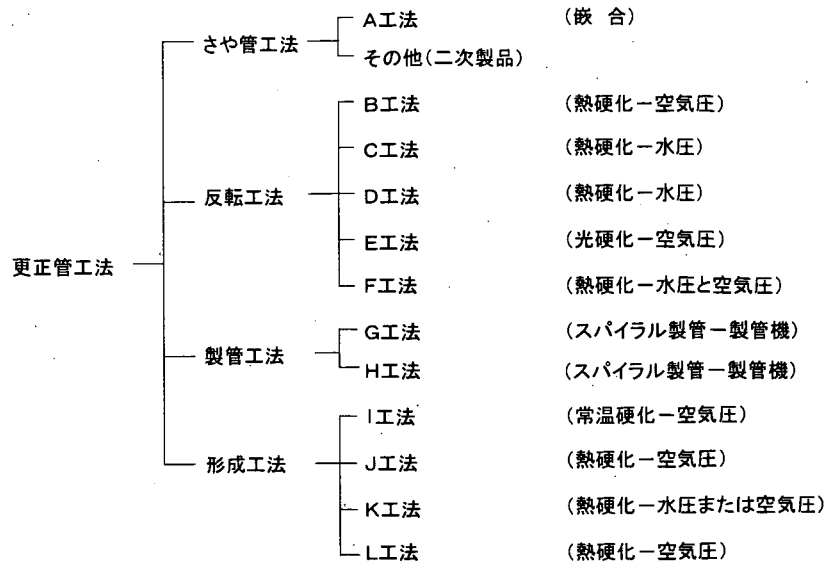 A工法 (嵌 合)
さや管工法
その他(二次製品)
B工法 (熱硬化ー空気圧)
C工法 (熱硬化ー水圧)
反転工法 D工法 (熱硬化ー水圧)
E工法 (光硬化ー空気圧)
更正管工法
F工法 (熱硬化ー水圧と空気圧)
G工法 (スパイラル製管ー製管機)
製管工法
H工法 (スパイラル製管ー製管機)
I工法 (常温硬化ー空気圧)
形成工法 J工法 (熱硬化ー空気圧)
K工法 (熱硬化ー水圧または空気圧)
L工法 (熱硬化ー空気圧)